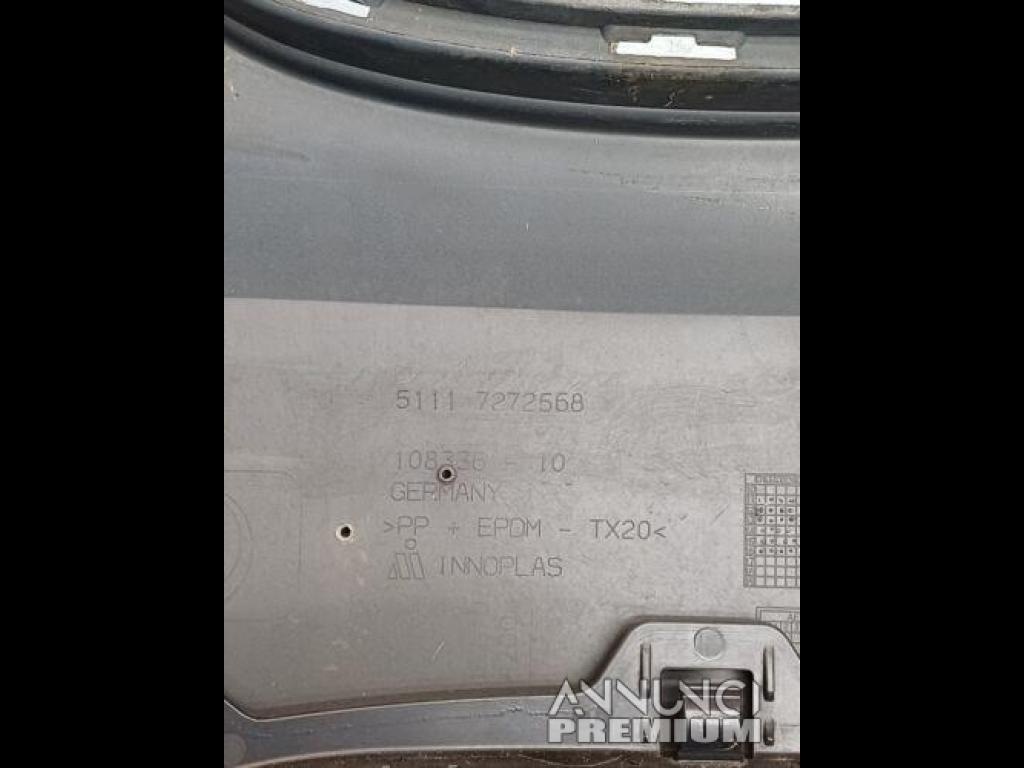 5111 7272568
108336 - 10
GERMANY
>PP + EPDM - TX20<
INNOPLAS
ANNUNCI
PREMIUM